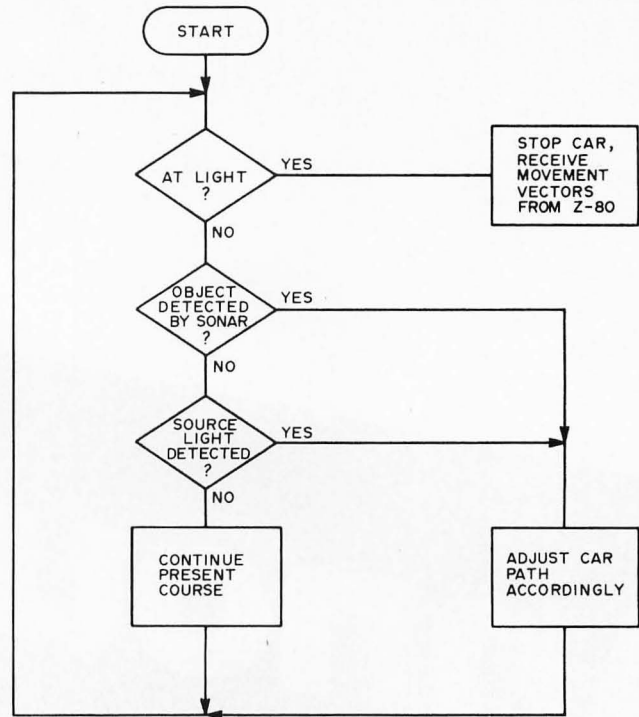 START
AT LIGHT
?
YES
STOP CAR,
RECEIVE
MOVEMENT
VECTORS
FROM Z-80
NO
OBJECT
DETECTED
BY SONAR
?
YES
NO
SOURCE
LIGHT
DETECTED
?
YES
NO
CONTINUE
PRESENT
COURSE
ADJUST CAR
PATH
ACCORDINGLY